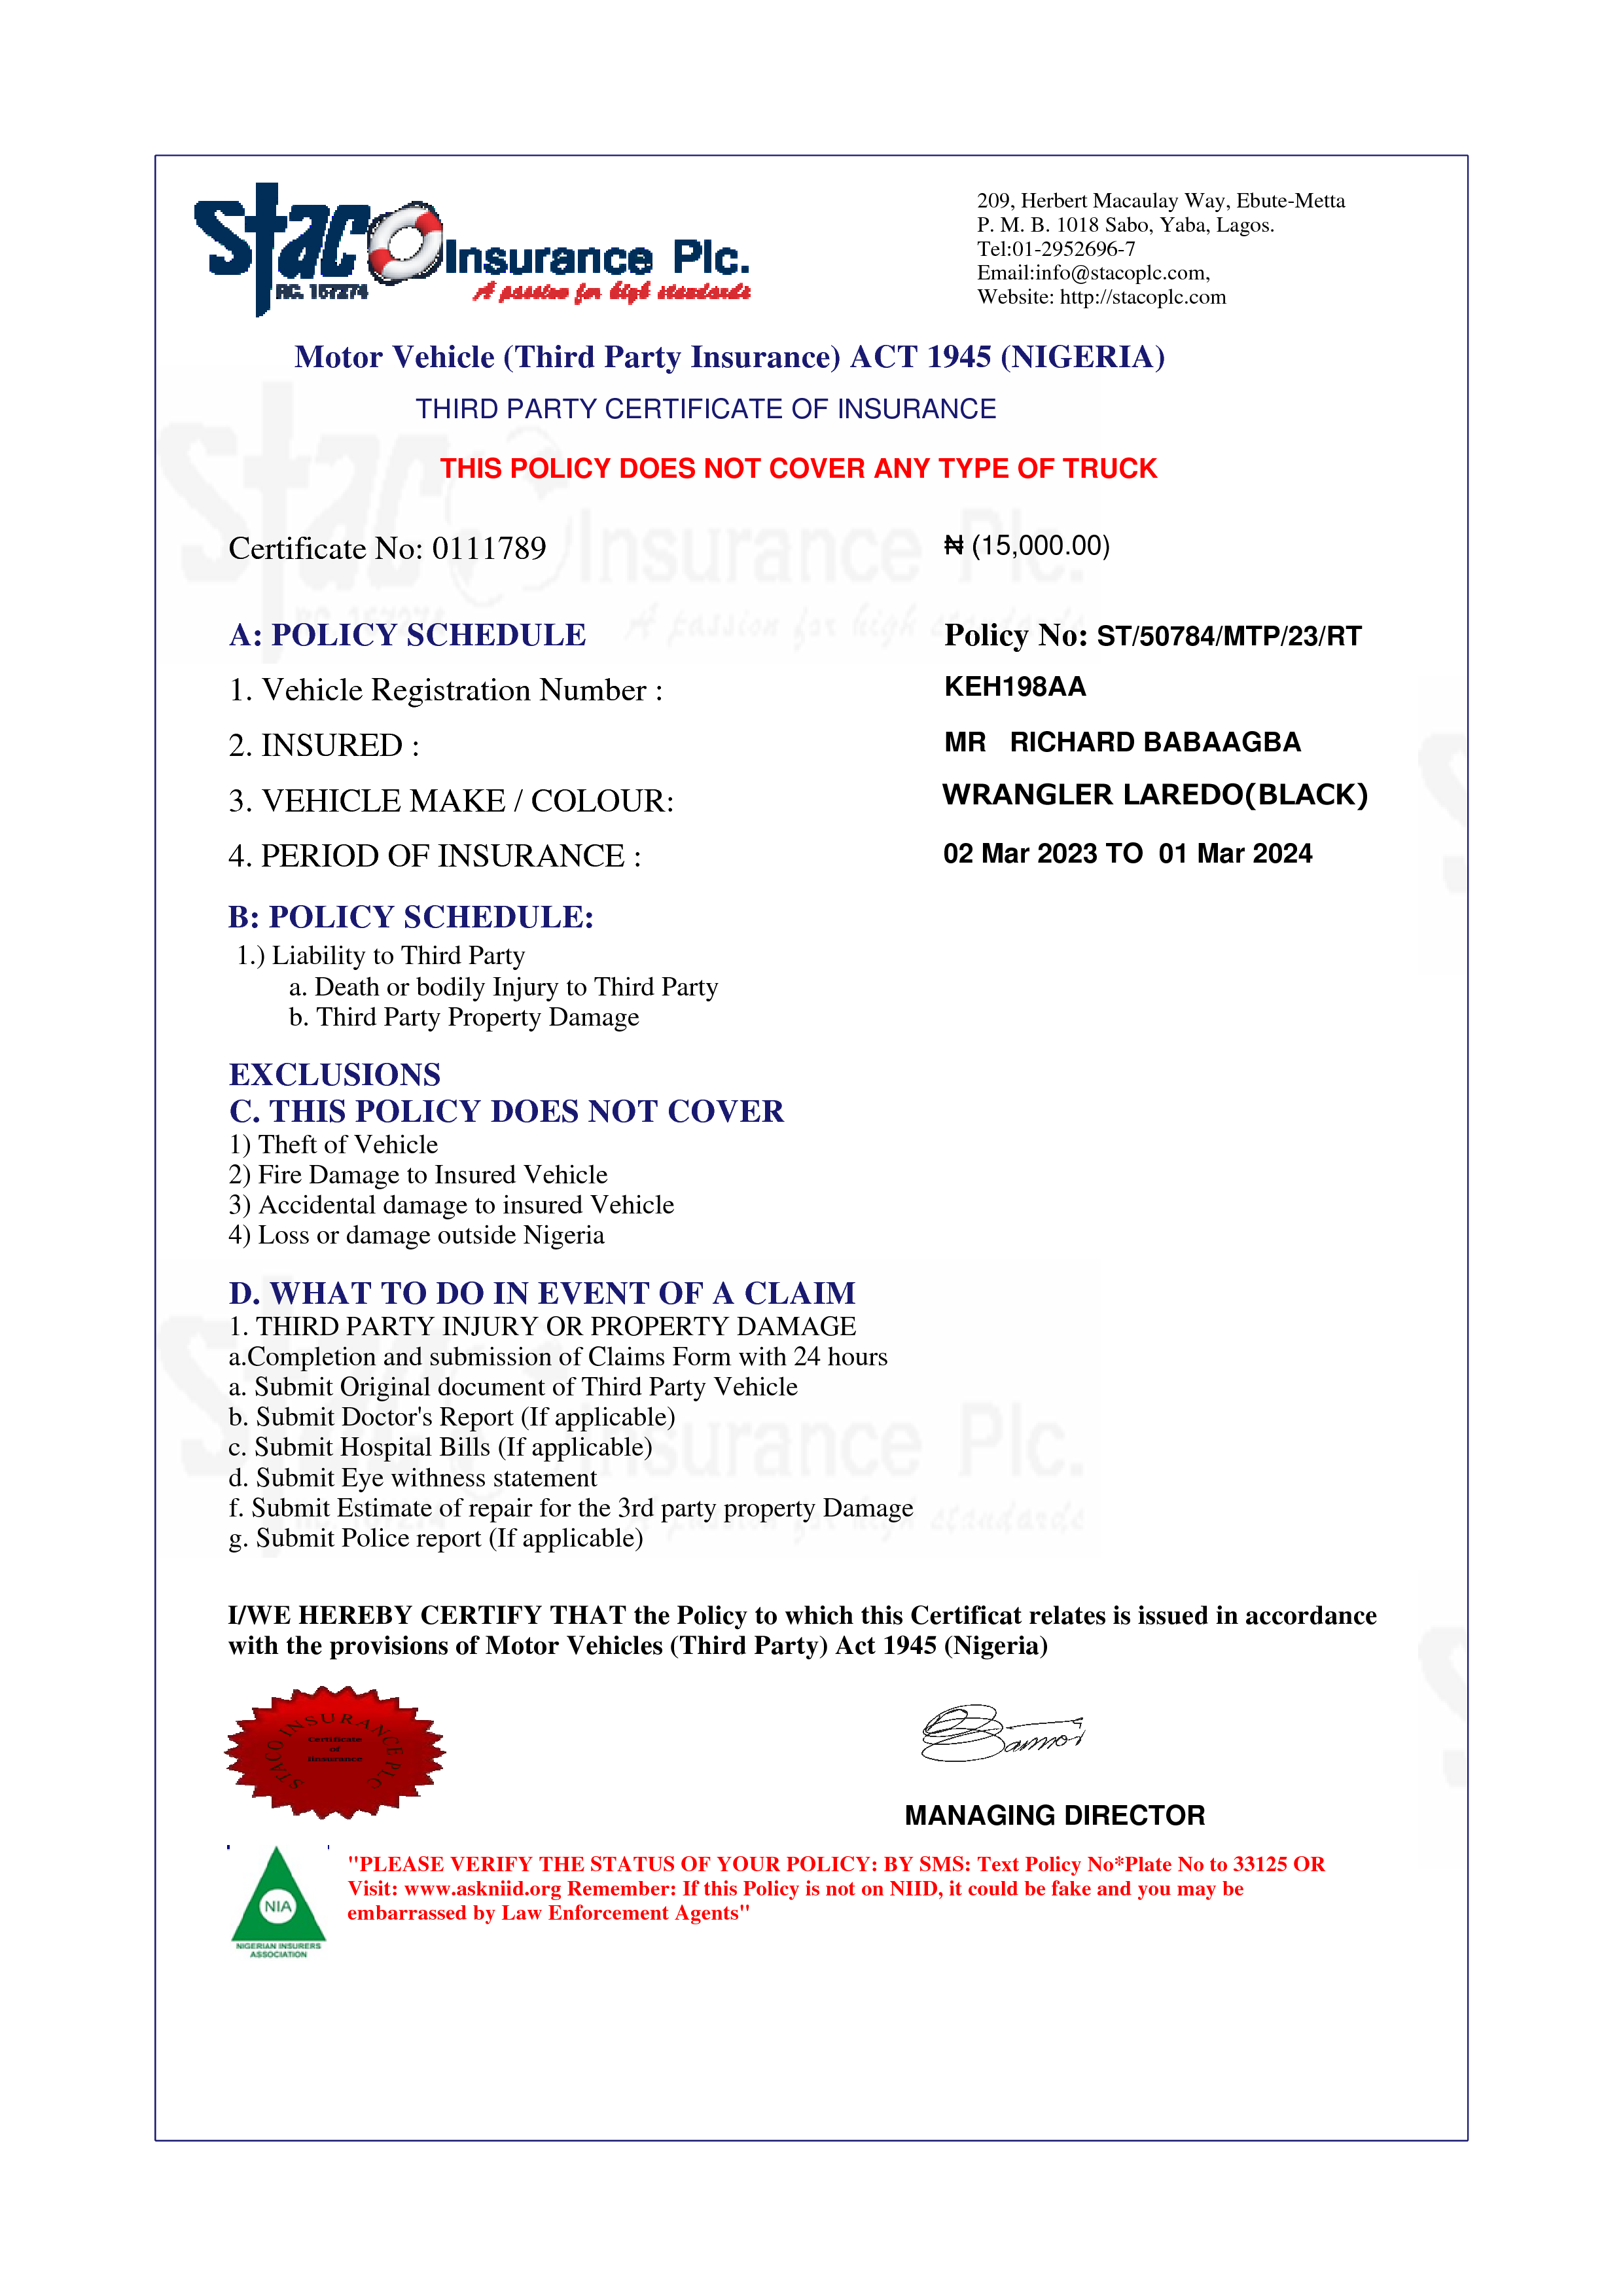 Staco Insurance Plc.
RC. 157274 A passion for high standards
209, Herbert Macaulay Way, Ebute-Metta
P. M. B. 1018 Sabo, Yaba, Lagos.
Tel:01-2952696-7
Email:info@stacoplc.com,
Website: http://stacoplc.com
Motor Vehicle (Third Party Insurance) ACT 1945 (NIGERIA)
THIRD PARTY CERTIFICATE OF INSURANCE
THIS POLICY DOES NOT COVER ANY TYPE OF TRUCK
Certificate No: 0111789 ₦ (15,000.00)
A: POLICY SCHEDULE Policy No: ST/50784/MTP/23/RT
1. Vehicle Registration Number : KEH198AA
2. INSURED : MR RICHARD BABAAGBA
3. VEHICLE MAKE / COLOUR: WRANGLER LAREDO(BLACK)
4. PERIOD OF INSURANCE : 02 Mar 2023 TO 01 Mar 2024
B: POLICY SCHEDULE:
1.) Liability to Third Party
a. Death or bodily Injury to Third Party
b. Third Party Property Damage
EXCLUSIONS
C. THIS POLICY DOES NOT COVER
1) Theft of Vehicle
2) Fire Damage to Insured Vehicle
3) Accidental damage to insured Vehicle
4) Loss or damage outside Nigeria
D. WHAT TO DO IN EVENT OF A CLAIM
1. THIRD PARTY INJURY OR PROPERTY DAMAGE
a.Completion and submission of Claims Form with 24 hours
a. Submit Original document of Third Party Vehicle
b. Submit Doctor's Report (If applicable)
c. Submit Hospital Bills (If applicable)
d. Submit Eye withness statement
f. Submit Estimate of repair for the 3rd party property Damage
g. Submit Police report (If applicable)
I/WE HEREBY CERTIFY THAT the Policy to which this Certificat relates is issued in accordance
with the provisions of Motor Vehicles (Third Party) Act 1945 (Nigeria)
STACO INSURANCE PLC
Certificate
of
Iinsurance
MANAGING DIRECTOR
NIA
NIGERIAN INSURERS
ASSOCIATION
"PLEASE VERIFY THE STATUS OF YOUR POLICY: BY SMS: Text Policy No*Plate No to 33125 OR
Visit: www.askniid.org Remember: If this Policy is not on NIID, it could be fake and you may be
embarrassed by Law Enforcement Agents"